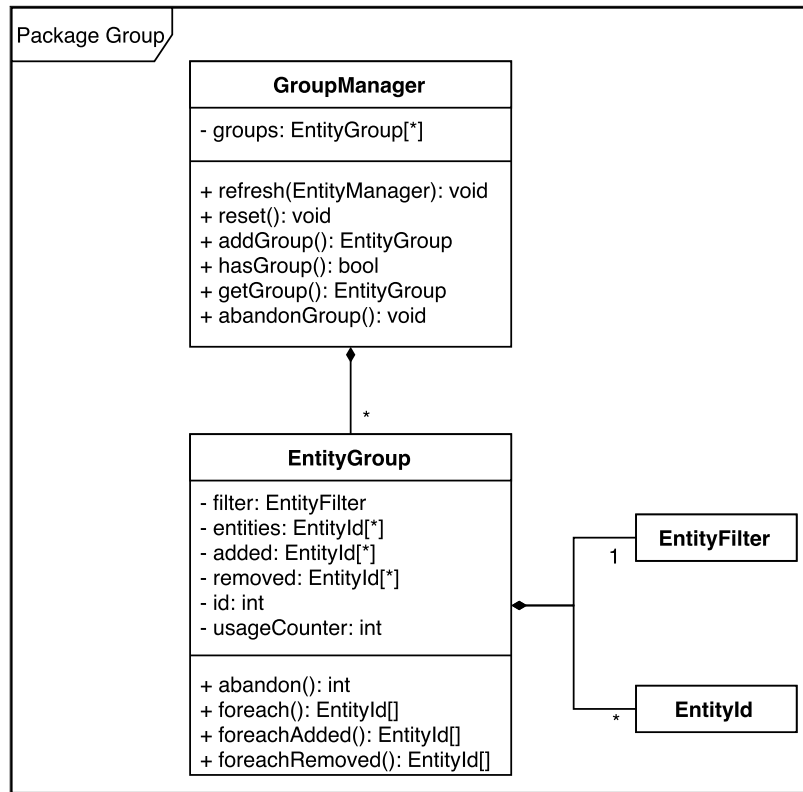 Package Group
GroupManager
- groups: EntityGroup[*]
+ refresh(EntityManager): void
+ reset(): void
+ addGroup(): EntityGroup
+ hasGroup(): bool
+ getGroup(): EntityGroup
+ abandonGroup(): void
*
EntityGroup
- filter: EntityFilter
- entities: EntityId[*]
- added: EntityId[*]
- removed: EntityId[*]
- id: int
- usageCounter: int
+ abandon(): int
+ foreach(): EntityId[]
+ foreachAdded(): EntityId[]
+ foreachRemoved(): EntityId[]
EntityFilter
1
EntityId
*